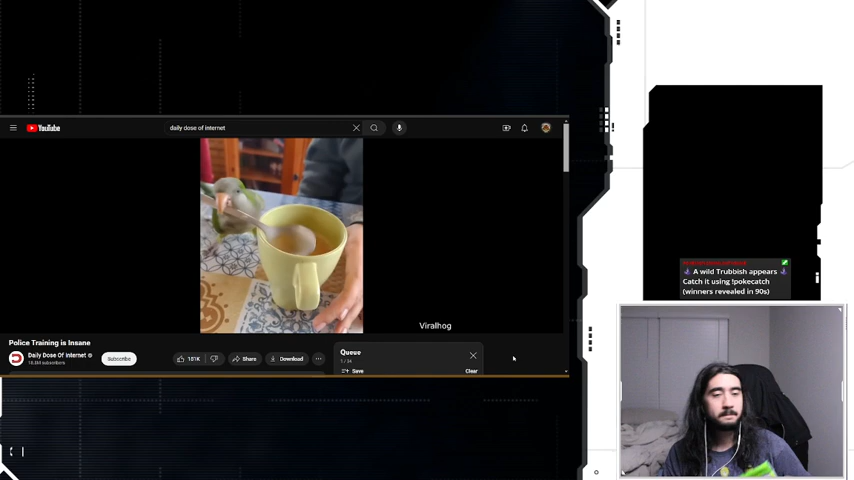 YouTube
daily dose of internet
Viralhog
Police Training is Insane
Daily Dose Of Internet
Subscribe
181K
Share
Download
Queue
Save
Clear
A wild Trubbish appears
Catch it using !pokecatch
(winners revealed in 90s)